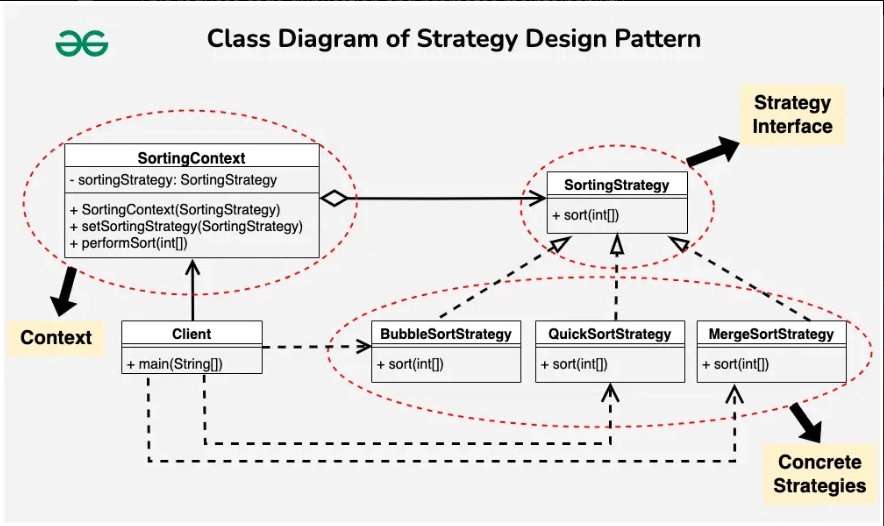 Class Diagram of Strategy Design Pattern
Strategy
Interface
SortingContext
- sortingStrategy: SortingStrategy
+ SortingContext(SortingStrategy)
+ setSortingStrategy(SortingStrategy)
+ performSort(int[])
SortingStrategy
+ sort(int[])
Context
Client
+ main(String[])
BubbleSortStrategy
+ sort(int[])
QuickSortStrategy
+ sort(int[])
MergeSortStrategy
+ sort(int[])
Concrete
Strategies